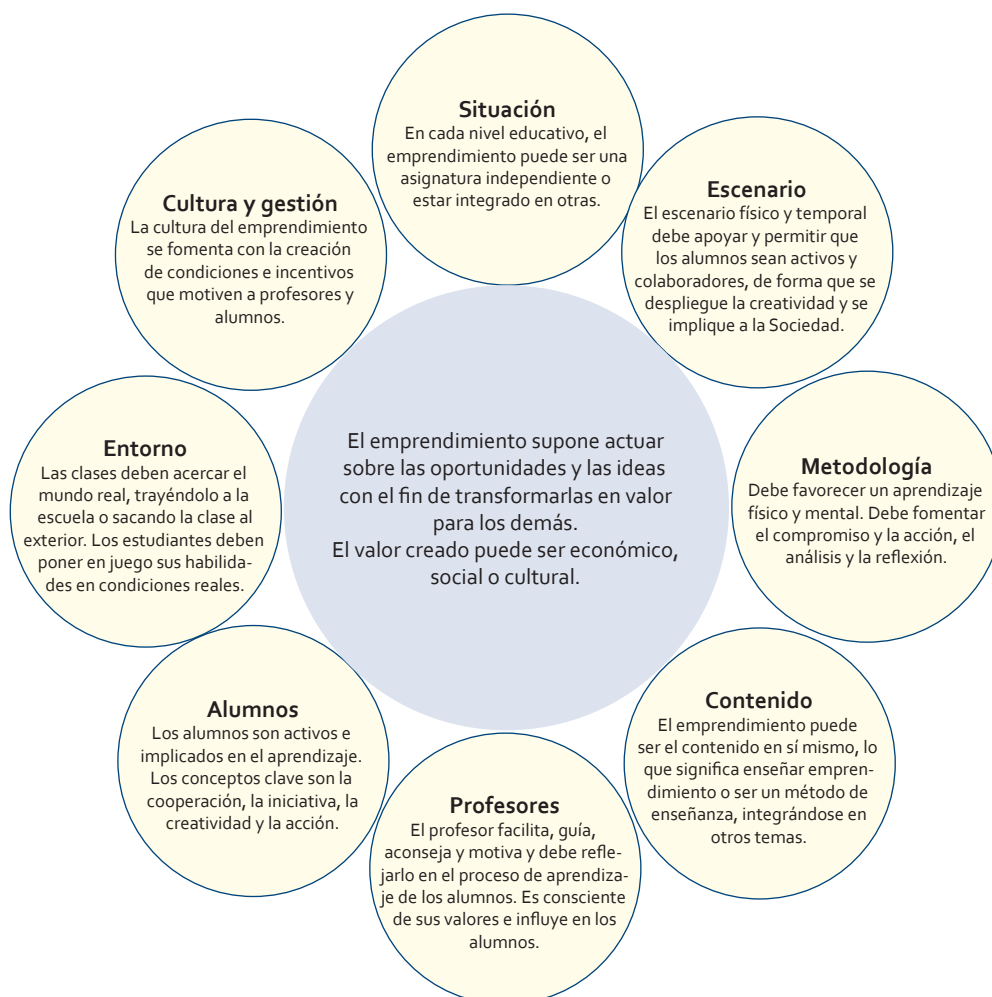 Situación
En cada nivel educativo, el
emprendimiento puede ser una
asignatura independiente o
estar integrado en otras.
Escenario
El escenario físico y temporal
debe apoyar y permitir que
los alumnos sean activos y
colaboradores, de forma que se
despliegue la creatividad y se
implique a la Sociedad.
Metodología
Debe favorecer un aprendizaje
físico y mental. Debe fomentar
el compromiso y la acción, el
análisis y la reflexión.
Contenido
El emprendimiento puede
ser el contenido en sí mismo, lo
que significa enseñar empren-
dimiento o ser un método de
enseñanza, integrándose en
otros temas.
Profesores
El profesor facilita, guía,
aconseja y motiva y debe refle-
jarlo en el proceso de aprendiza-
je de los alumnos. Es consciente
de sus valores e influye en los
alumnos.
Alumnos
Los alumnos son activos e
implicados en el aprendizaje.
Los conceptos clave son la
cooperación, la iniciativa, la
creatividad y la acción.
Entorno
Las clases deben acercar el
mundo real, trayéndolo a la
escuela o sacando la clase al
exterior. Los estudiantes deben
poner en juego sus habilida-
des en condiciones reales.
Cultura y gestión
La cultura del emprendimiento
se fomenta con la creación
de condiciones e incentivos
que motiven a profesores y
alumnos.
El emprendimiento supone actuar
sobre las oportunidades y las ideas
con el fin de transformarlas en valor
para los demás.
El valor creado puede ser económico,
social o cultural.